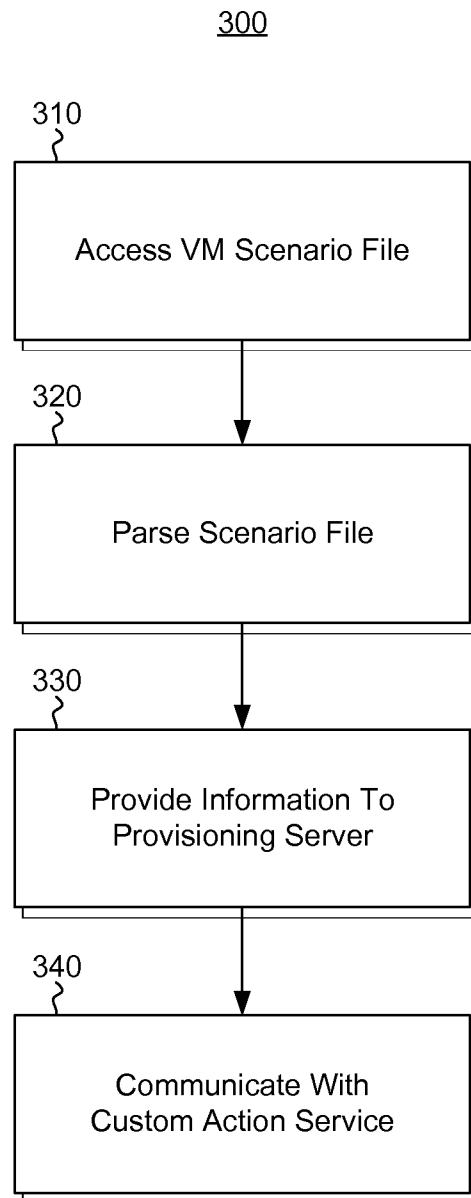 300
310
Access VM Scenario File
320
Parse Scenario File
330
Provide Information To
Provisioning Server
340
Communicate With
Custom Action Service